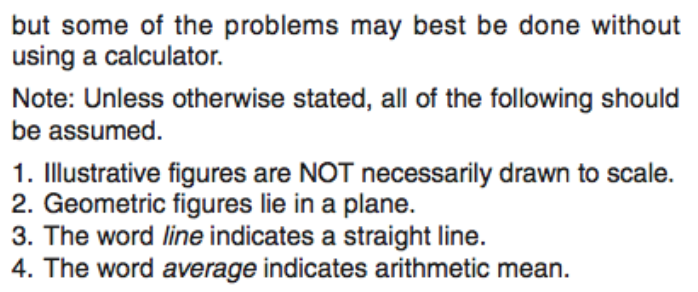 but some of the problems may best be done without
using a calculator.
Note: Unless otherwise stated, all of the following should
be assumed.
1. Illustrative figures are NOT necessarily drawn to scale.
2. Geometric figures lie in a plane.
3. The word line indicates a straight line.
4. The word average indicates arithmetic mean.